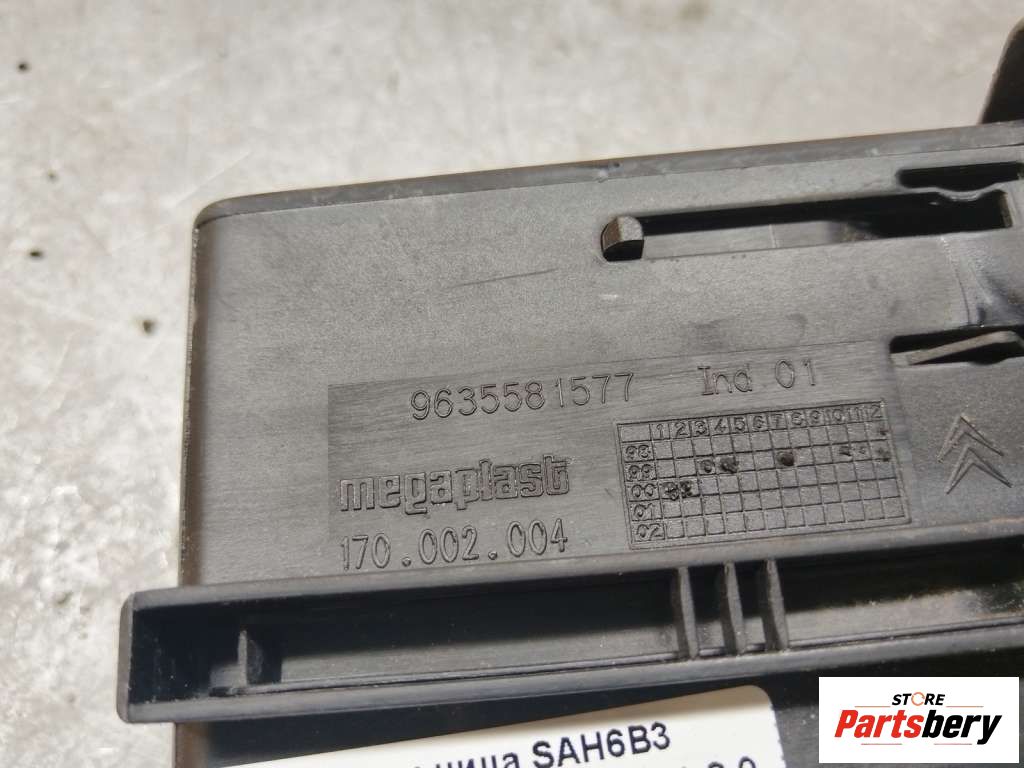 9635581577 Ind 01
1 2 3 4 5 6 7 8 9 10 11 12
98
99
00
01
02
megaplast
170.002.004
SAH6B3
STORE
Partsbery